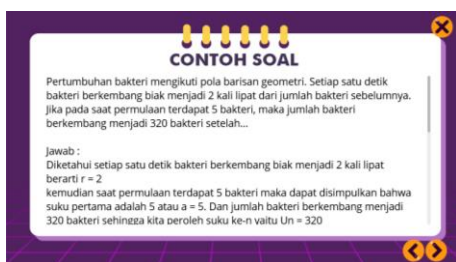 CONTOH SOAL
Pertumbuhan bakteri mengikuti pola barisan geometri. Setiap satu detik
bakteri berkembang biak menjadi 2 kali lipat dari jumlah bakteri sebelumnya.
Jika pada saat permulaan terdapat 5 bakteri, maka jumlah bakteri
berkembang menjadi 320 bakteri setelah...
Jawab :
Diketahui setiap satu detik bakteri berkembang biak menjadi 2 kali lipat
berarti r = 2
kemudian saat permulaan terdapat 5 bakteri maka dapat disimpulkan bahwa
suku pertama adalah 5 atau a = 5. Dan jumlah bakteri berkembang menjadi
320 bakteri sehingga kita peroleh suku ke-n yaitu Un = 320